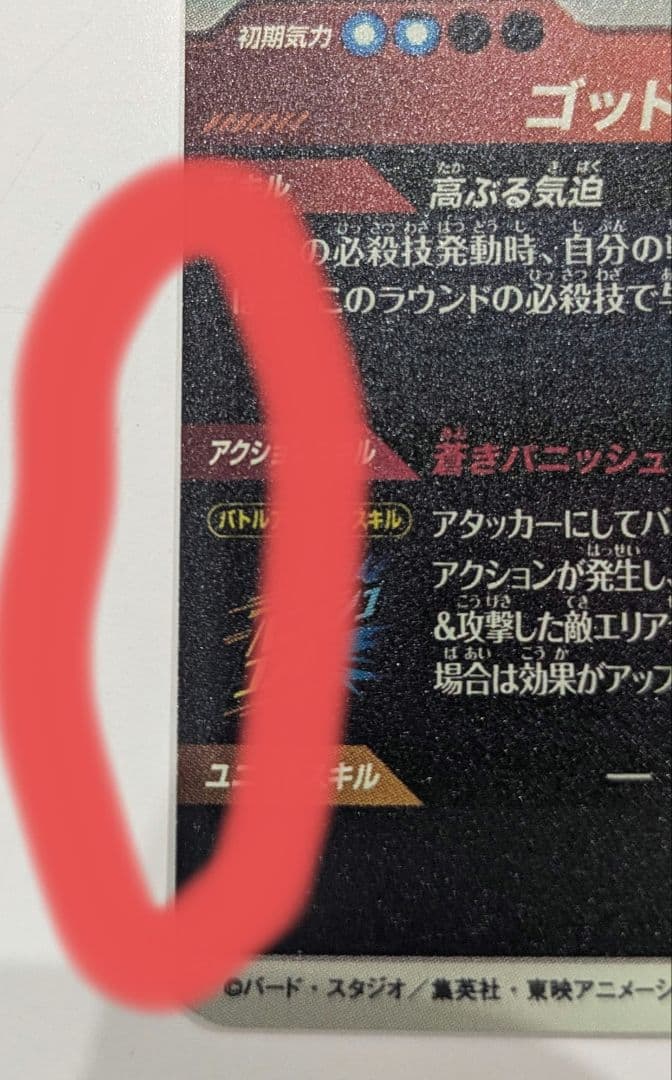 初期気力
ゴッド
キル
高ぶる気迫
の必殺技発動時、自分の
このラウンドの必殺技で
アクショ ル
蒼きバニッシュ
バトル スキル
アタッカーにしてバ
アクションが発生し
&攻撃した敵エリア
場合は効果がアップ
ユニ キル
ー
©バード・スタジオ／集英社・東映アニメーシ